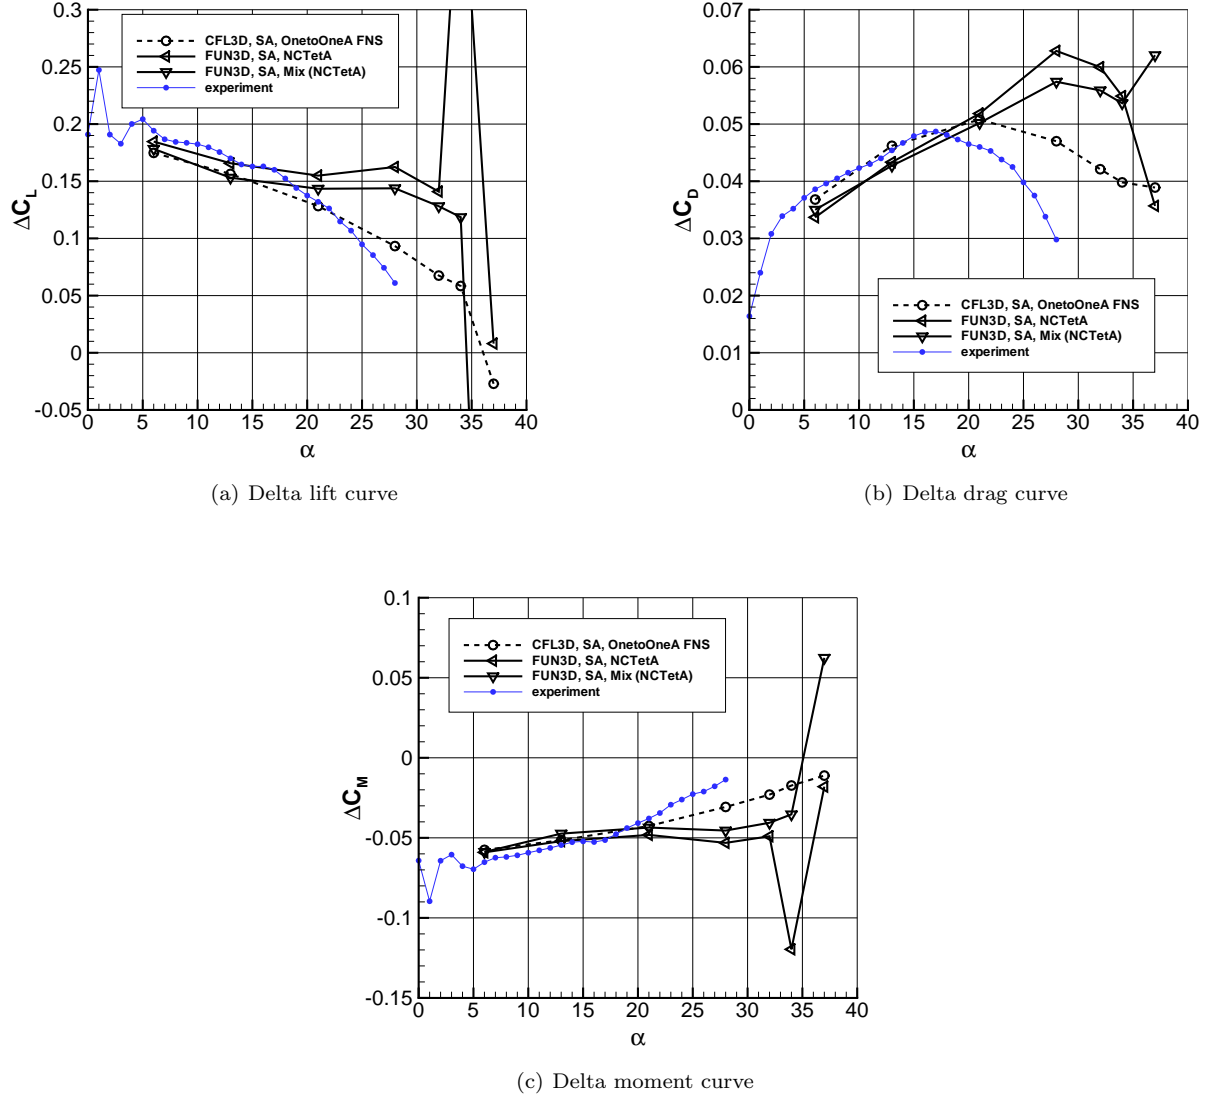 0.3
0.25
0.2
0.15
0.1
0.05
0
-0.05
ΔC_L
CFL3D, SA, OnetoOneA FNS
FUN3D, SA, NCTetA
FUN3D, SA, Mix (NCTetA)
experiment
0 5 10 15 20 25 30 35 40
α
(a) Delta lift curve
0.07
0.06
0.05
0.04
0.03
0.02
0.01
0
ΔC_D
CFL3D, SA, OnetoOneA FNS
FUN3D, SA, NCTetA
FUN3D, SA, Mix (NCTetA)
experiment
0 5 10 15 20 25 30 35 40
α
(b) Delta drag curve
0.1
0.05
0
-0.05
-0.1
-0.15
ΔC_M
CFL3D, SA, OnetoOneA FNS
FUN3D, SA, NCTetA
FUN3D, SA, Mix (NCTetA)
experiment
0 5 10 15 20 25 30 35 40
α
(c) Delta moment curve